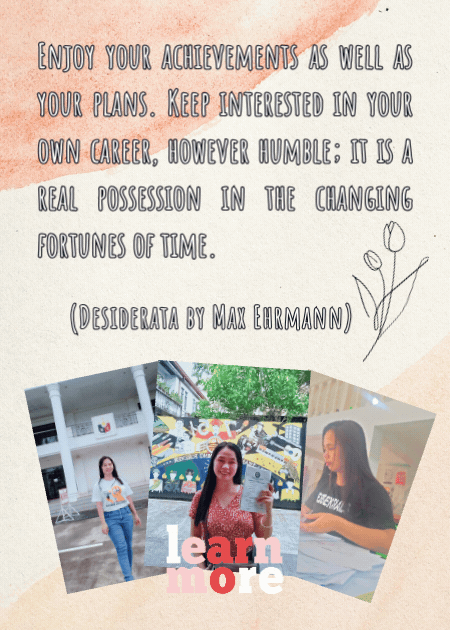 Enjoy your achievements as well as
your plans. Keep interested in your
own career, however humble; it is a
real possession in the changing
fortunes of time.
(Desiderata by Max Ehrmann)
learn
more